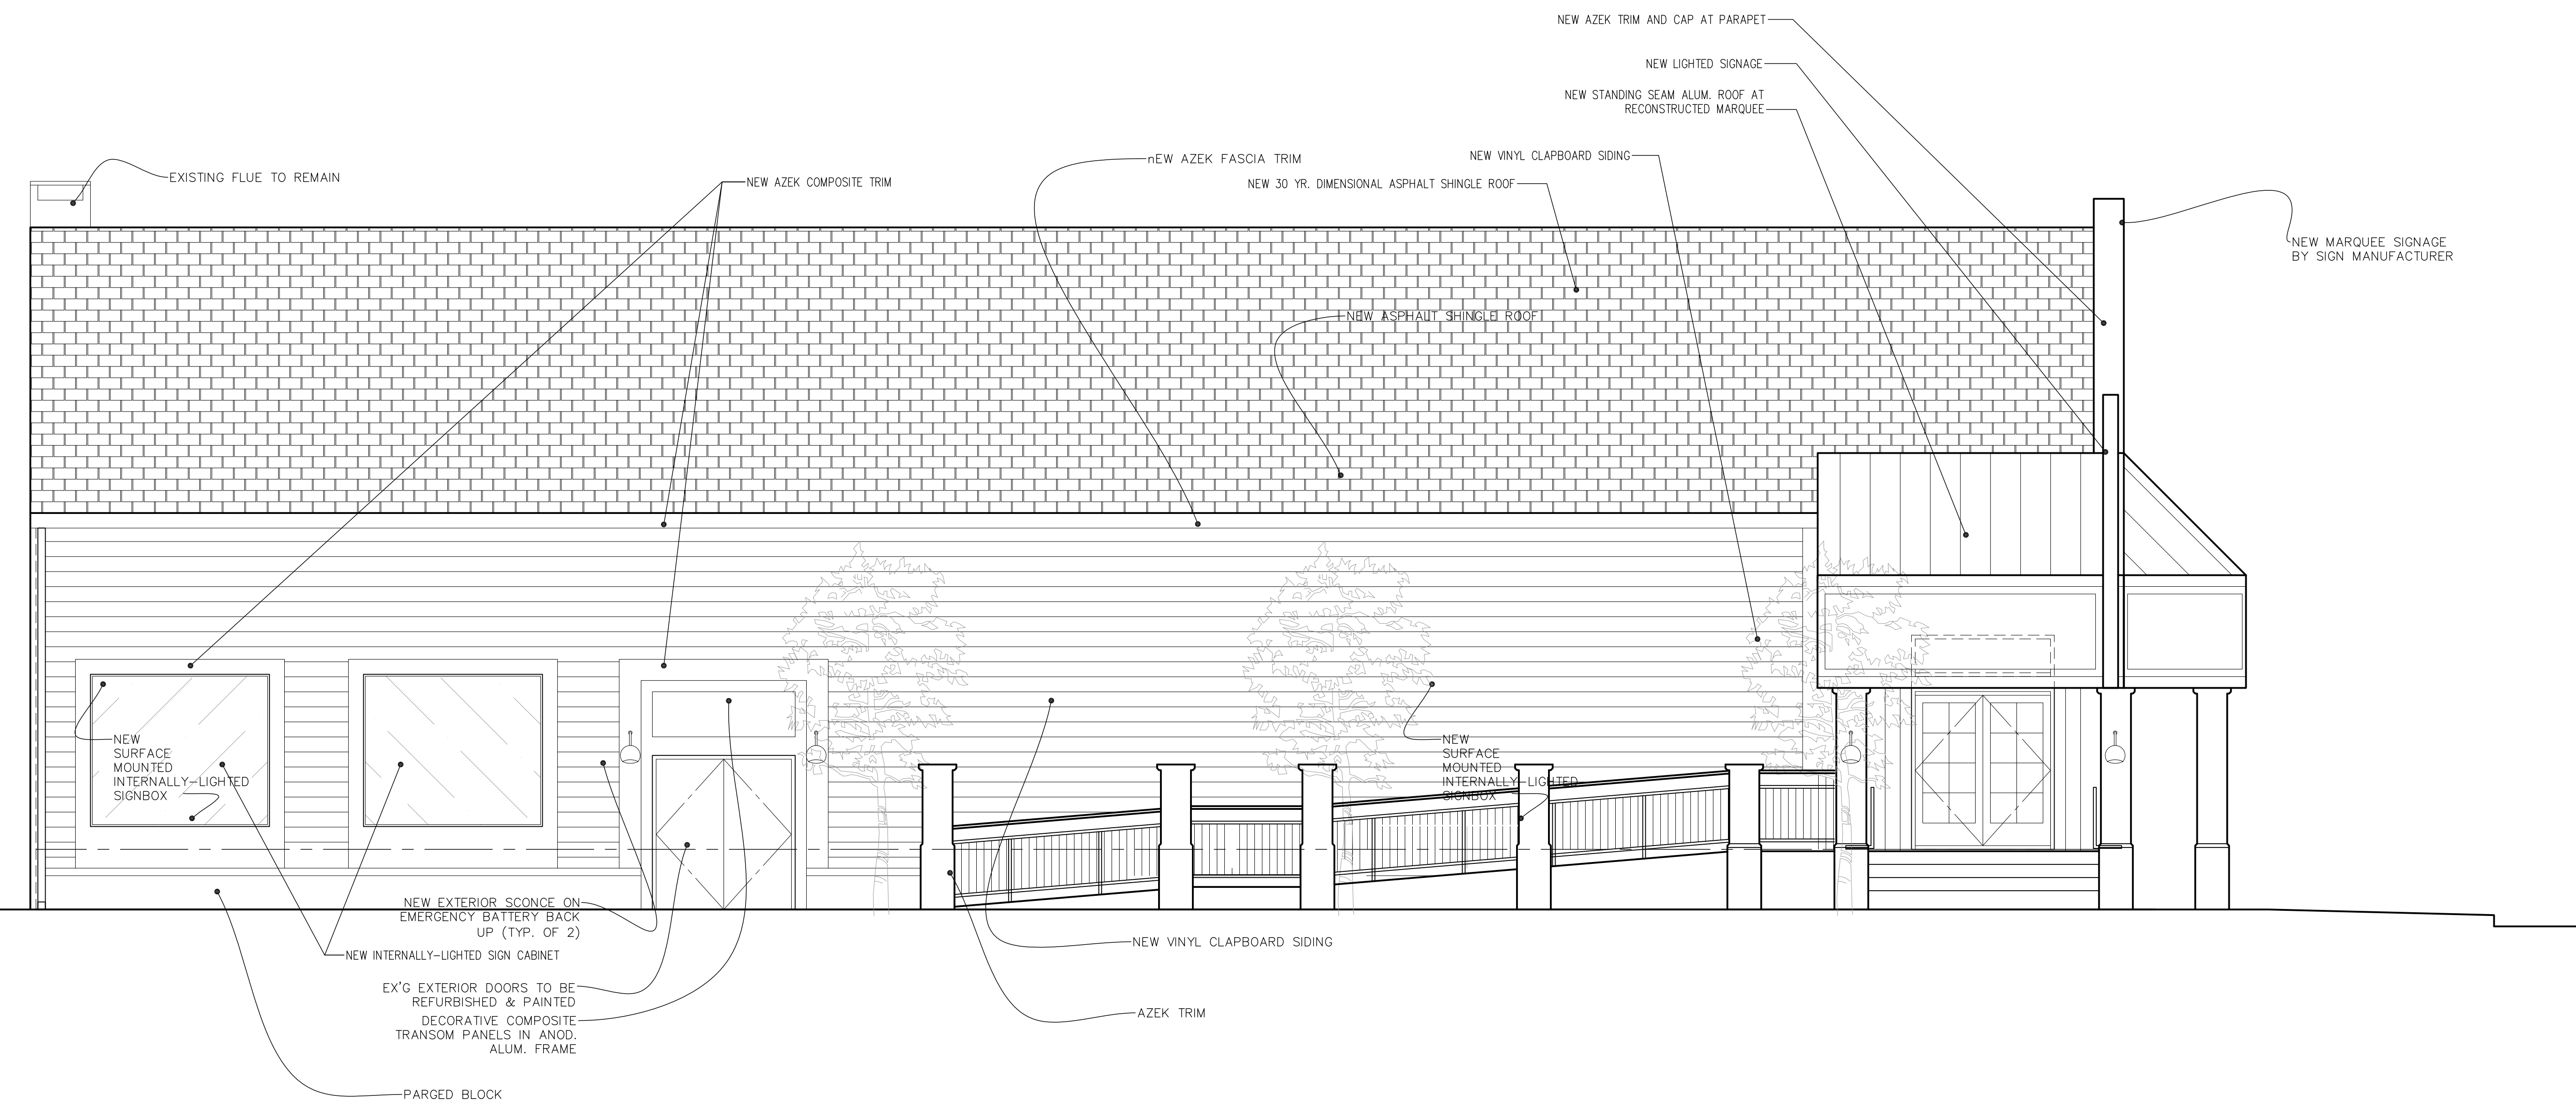 NEW AZEK TRIM AND CAP AT PARAPET
NEW LIGHTED SIGNAGE
NEW STANDING SEAM ALUM. ROOF AT
RECONSTRUCTED MARQUEE
nEW AZEK FASCIA TRIM
NEW VINYL CLAPBOARD SIDING
EXISTING FLUE TO REMAIN
NEW AZEK COMPOSITE TRIM
NEW 30 YR. DIMENSIONAL ASPHALT SHINGLE ROOF
NEW MARQUEE SIGNAGE
BY SIGN MANUFACTURER
NEW ASPHALT SHINGLE ROOF
NEW
SURFACE
MOUNTED
INTERNALLY-LIGHTED
SIGNBOX
NEW
SURFACE
MOUNTED
INTERNALLY-LIGHTED
SIGNBOX
NEW EXTERIOR SCONCE ON
EMERGENCY BATTERY BACK
UP (TYP. OF 2)
NEW VINYL CLAPBOARD SIDING
NEW INTERNALLY-LIGHTED SIGN CABINET
EX'G EXTERIOR DOORS TO BE
REFURBISHED & PAINTED
AZEK TRIM
DECORATIVE COMPOSITE
TRANSOM PANELS IN ANOD.
ALUM. FRAME
PARGED BLOCK